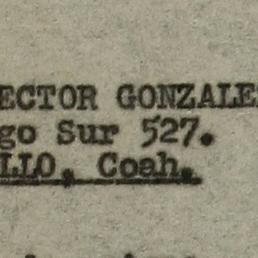 ECTOR GONZALE
go Sur 527.
LLO, Coah.